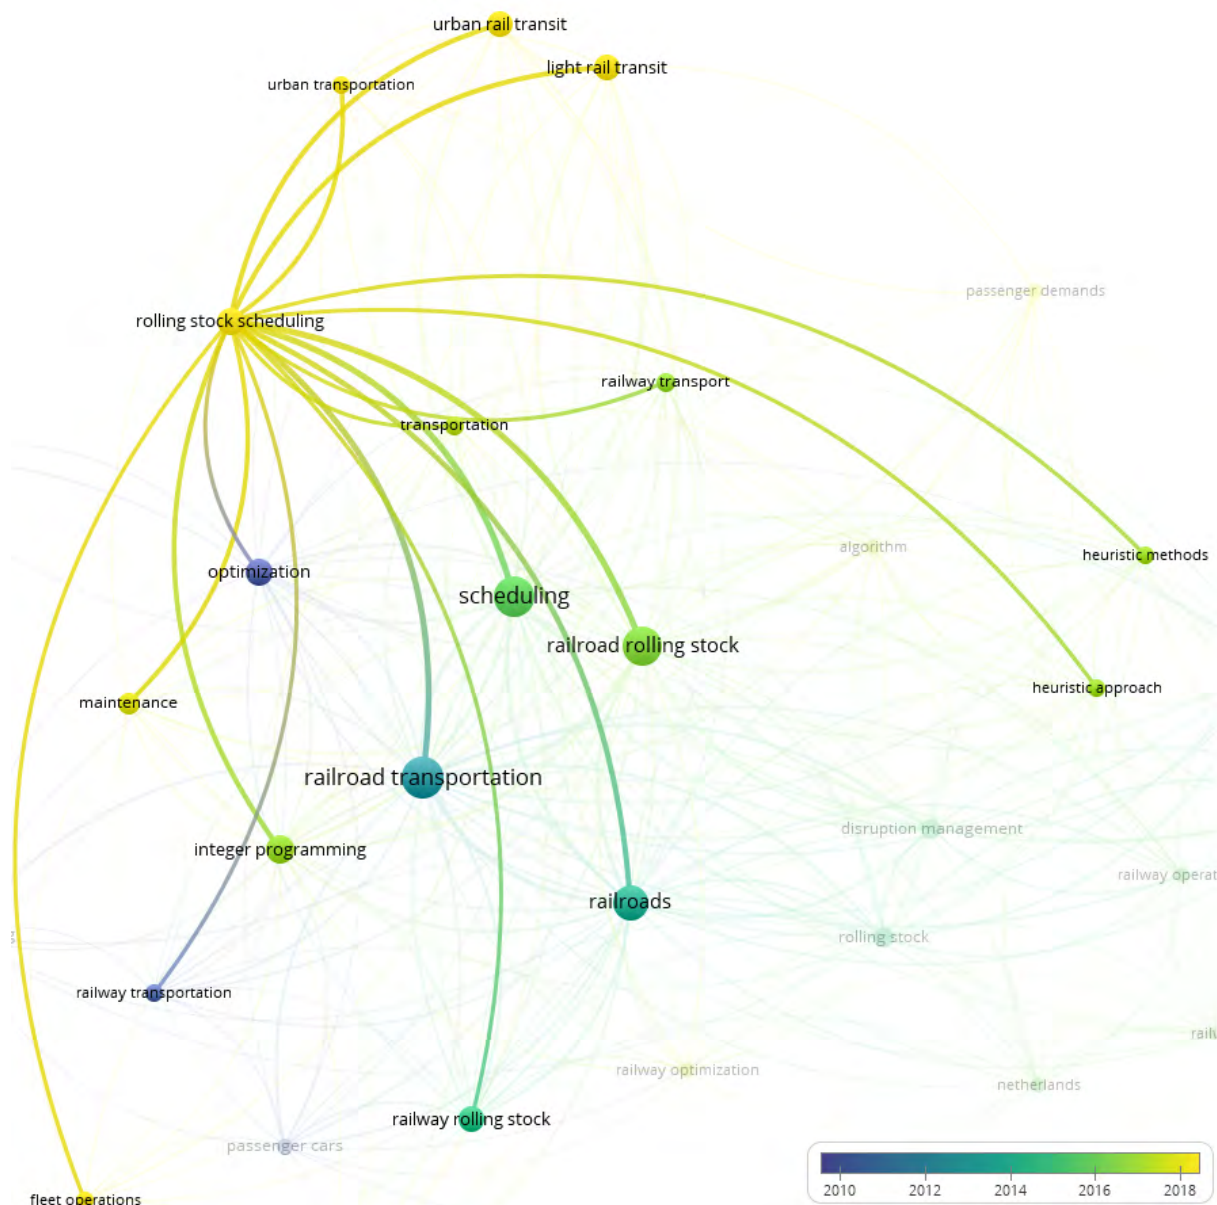 urban rail transit
light rail transit
urban transportation
passenger demands
rolling stock scheduling
railway transport
transportation
algorithm
heuristic methods
optimization
scheduling
railroad rolling stock
heuristic approach
maintenance
railroad transportation
disruption management
integer programming
railway operat
railroads
rolling stock
railway transportation
railway optimization
netherlands
railway rolling stock
passenger cars
fleet operations
2010 2012 2014 2016 2018